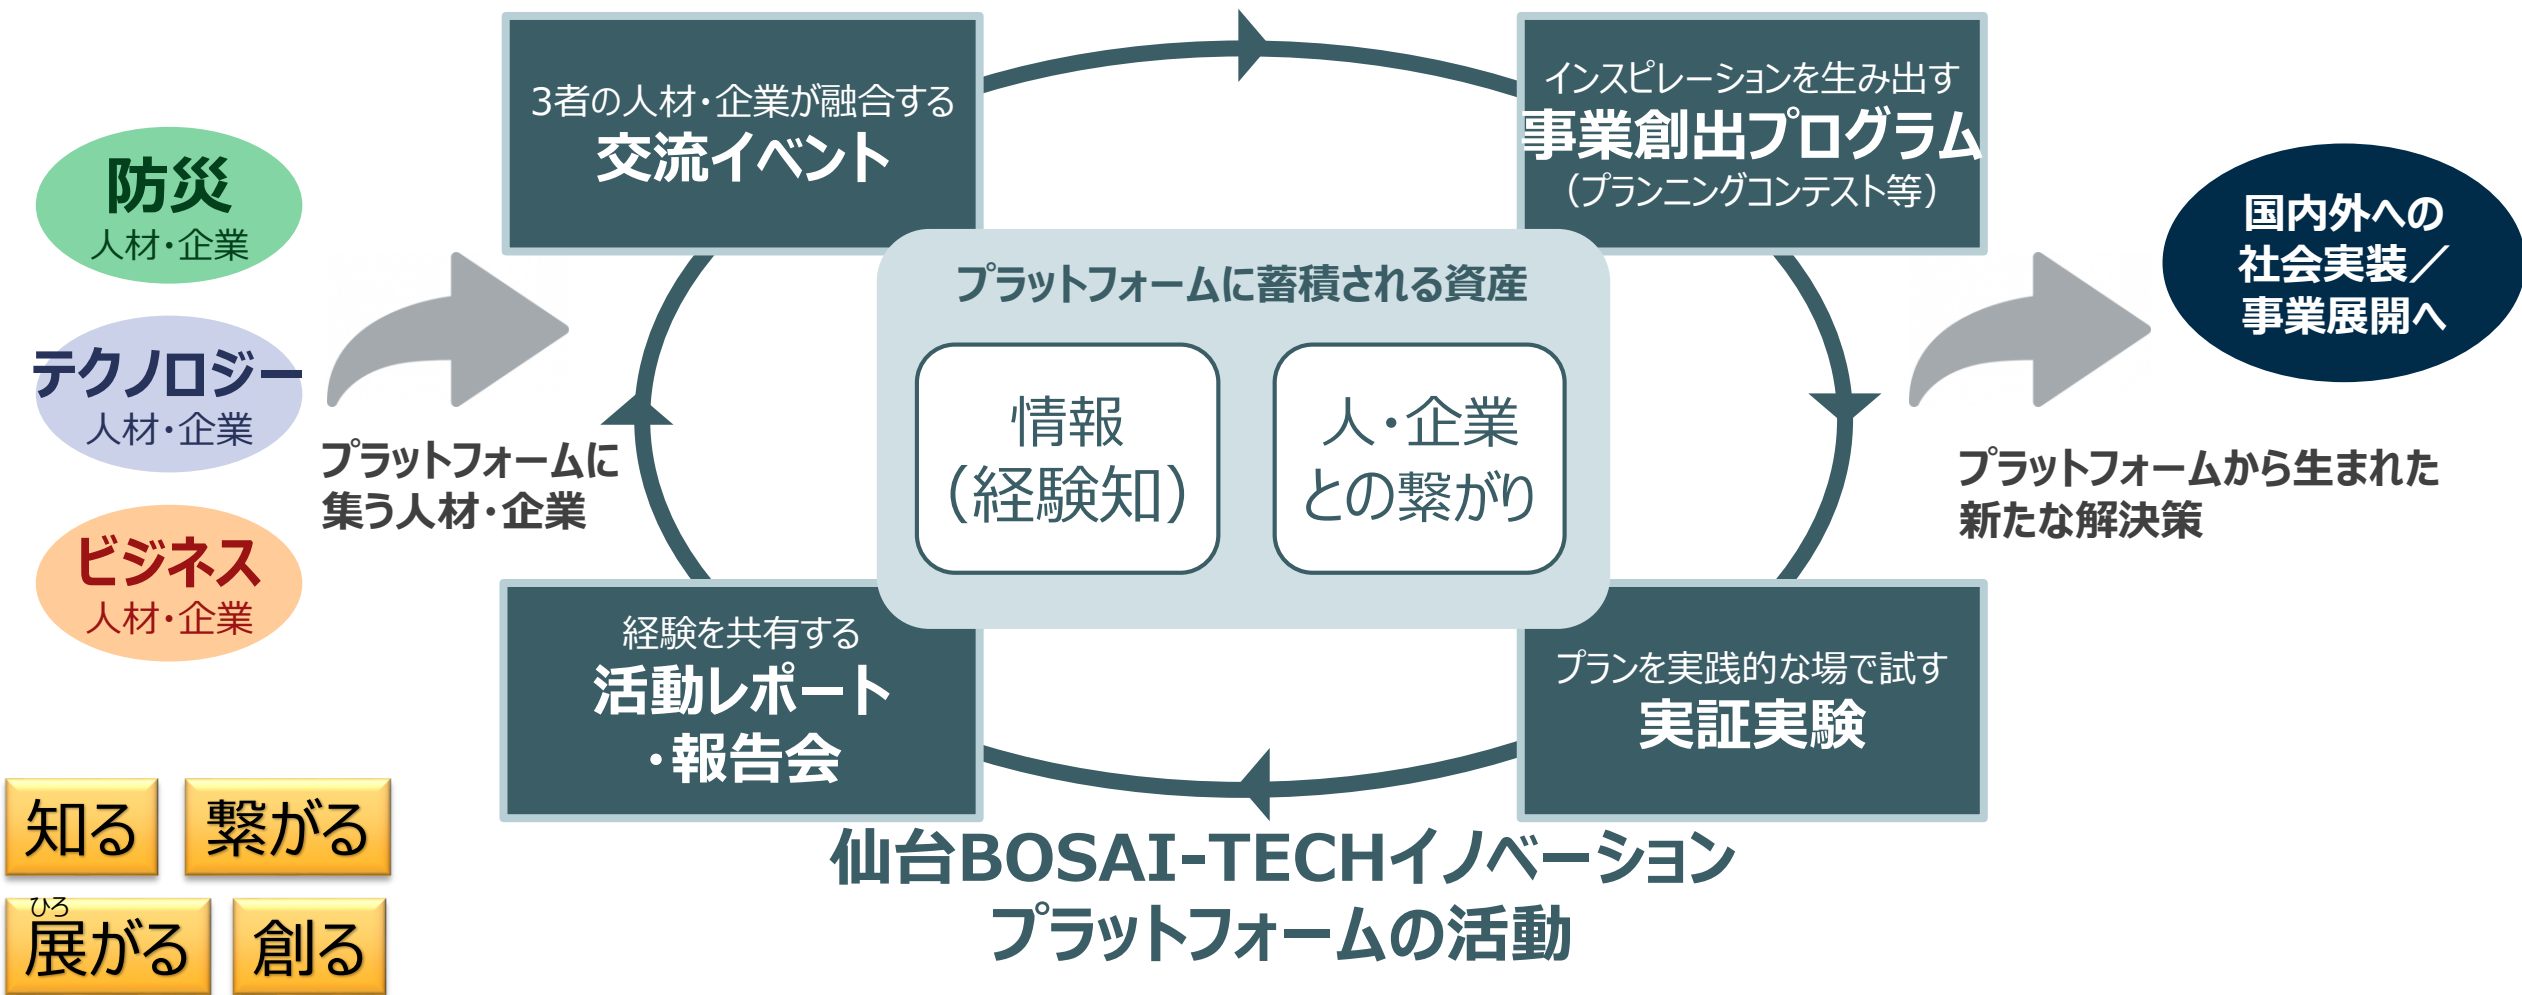 防災
人材・企業
テクノロジー
人材・企業
ビジネス
人材・企業
プラットフォームに
集う人材・企業
3者の人材・企業が融合する
交流イベント
インスピレーションを生み出す
事業創出プログラム
（プランニングコンテスト等）
プラットフォームに蓄積される資産
情報
（経験知）
人・企業
との繋がり
経験を共有する
活動レポート
・報告会
プランを実践的な場で試す
実証実験
プラットフォームから生まれた
新たな解決策
国内外への
社会実装／
事業展開へ
知る
繋がる
ひろ
展がる
創る
仙台BOSAI-TECHイノベーション
プラットフォームの活動